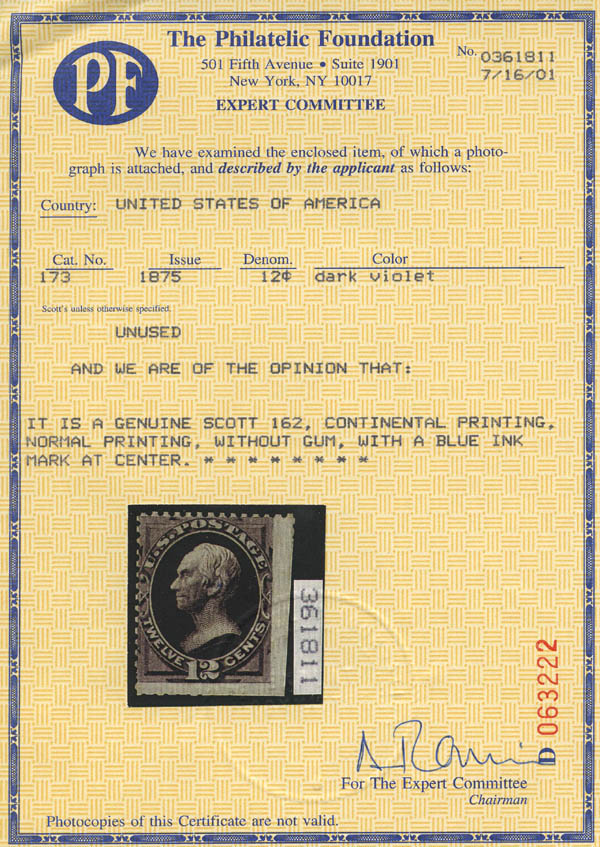 PF
The Philatelic Foundation
501 Fifth Avenue • Suite 1901
New York, NY 10017
EXPERT COMMITTEE
No. 0361811
7/16/01
We have examined the enclosed item, of which a photo-
graph is attached, and described by the applicant as follows:
Country: UNITED STATES OF AMERICA
Cat. No. Issue Denom. Color
173 1875 12¢ dark violet
Scott's unless otherwise specified.
UNUSED
AND WE ARE OF THE OPINION THAT:
IT IS A GENUINE SCOTT 162, CONTINENTAL PRINTING,
NORMAL PRINTING, WITHOUT GUM, WITH A BLUE INK
MARK AT CENTER. * * * * * * * *
U.S. POSTAGE
TWELVE 12 CENTS
361811
D 063222
For The Expert Committee
Chairman
Photocopies of this Certificate are not valid.